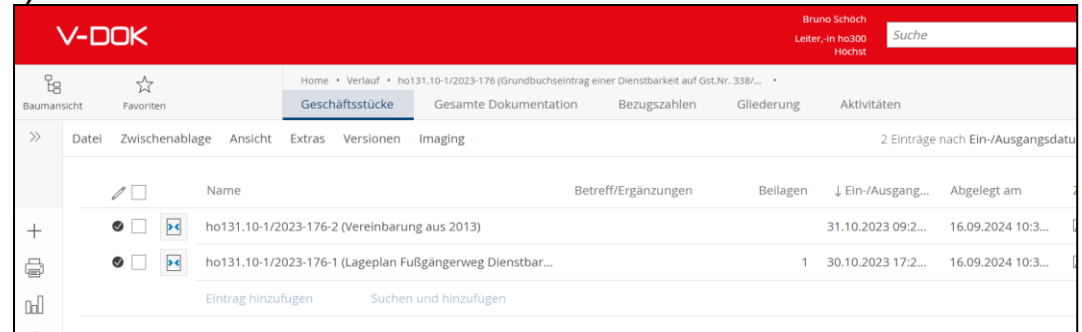 V-DOK
Bruno Schöch
Leiter,-in ho300
Höchst
Suche
Baumansicht
Favoriten
Home • Verlauf • ho131.10-1/2023-176 (Grundbuchseintrag einer Dienstbarkeit auf Gst.Nr. 338/... •
Geschäftsstücke Gesamte Dokumentation Bezugszahlen Gliederung Aktivitäten
Datei Zwischenablage Ansicht Extras Versionen Imaging 2 Einträge nach Ein-/Ausgangsdatu
Name Betreff/Ergänzungen Beilagen ↓ Ein-/Ausgang... Abgelegt am
ho131.10-1/2023-176-2 (Vereinbarung aus 2013) 31.10.2023 09:2... 16.09.2024 10:3...
ho131.10-1/2023-176-1 (Lageplan Fußgängerweg Dienstbar... 1 30.10.2023 17:2... 16.09.2024 10:3...
Eintrag hinzufügen Suchen und hinzufügen